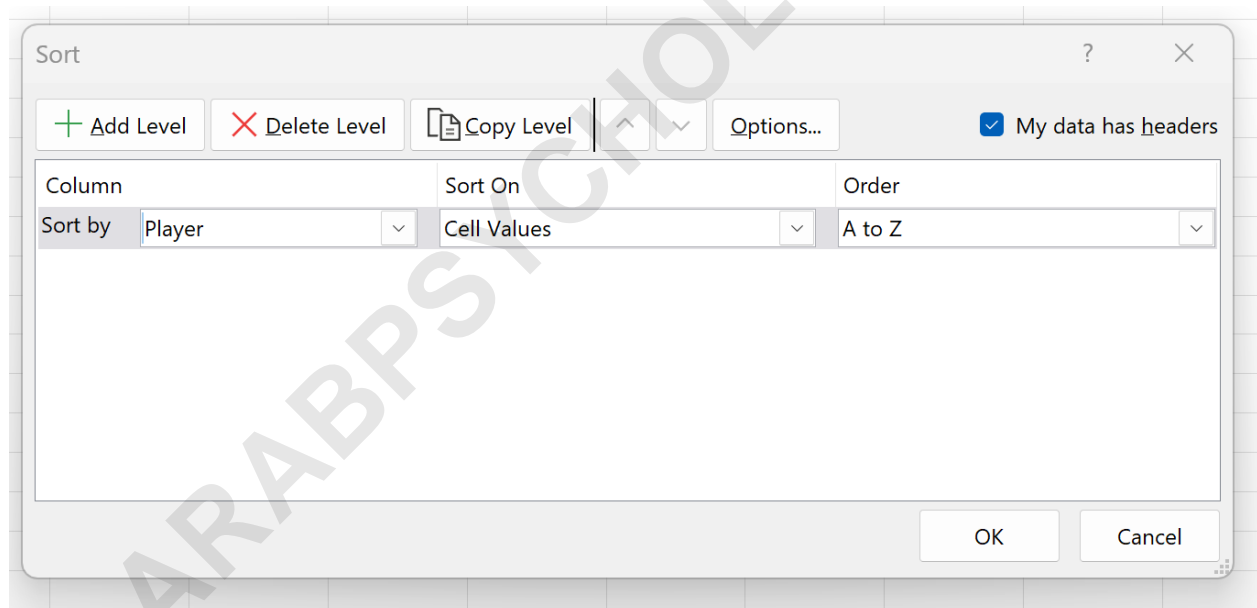 Sort ?
Add Level Delete Level Copy Level Options... My data has headers
Column Sort On Order
Sort by Player Cell Values A to Z
OK Cancel
ARABPSYCHOL